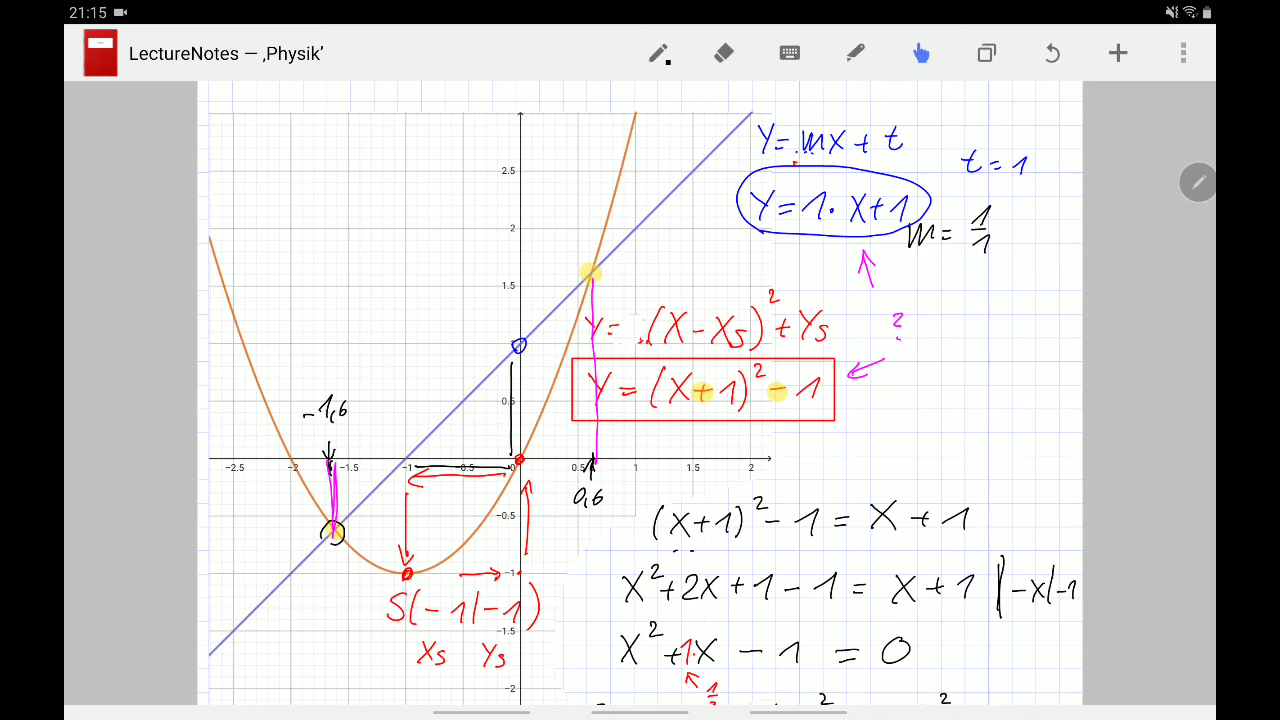 21:15
LectureNotes — ‚Physik’
y = mx + t
t = 1
y = 1 · x + 1
m = 1/1
y = (x − xs)² + ys
?
y = (x + 1)² − 1
2.5
2
1.5
0.5
−1,6
−2.5 −2 −1.5 −1 −0.5 0 0.5 1 1.5 2
0,6
−0.5
(x+1)² − 1 = x + 1
−1
x² + 2x + 1 − 1 = x + 1 | −x | −1
S(−1|−1)
−1.5
xs ys
x² + 1·x − 1 = 0
−2
2 2